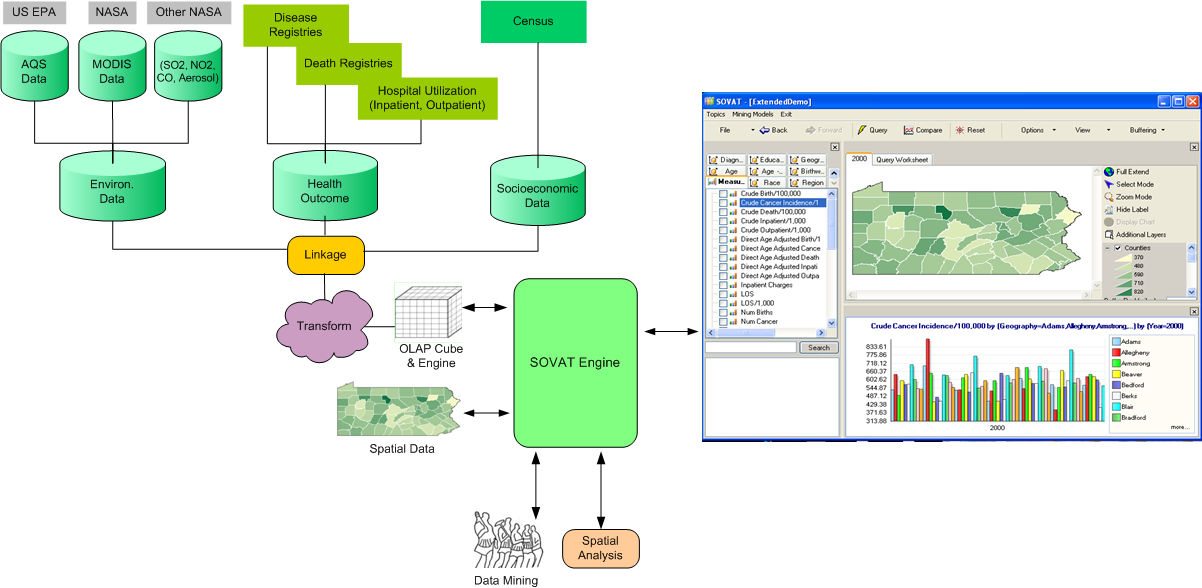 US EPA
NASA
Other NASA
Disease
Registries
Census
Death Registries
AQS
Data
MODIS
Data
(SO2, NO2,
CO, Aerosol)
Hospital Utilization
(Inpatient, Outpatient)
Environ.
Data
Health
Outcome
Socioeconomic
Data
Linkage
Transform
OLAP Cube
& Engine
SOVAT Engine
Spatial Data
Data Mining
Spatial
Analysis
SOVAT - [ExtendedDemo]
Topics Mining Models Exit
File Back Forward Query Compare Reset Options View Buffering
Diagn... Educa... Geogr...
Age Age -... Birthw...
Measu... Race Region
Crude Birth/100,000
Crude Cancer Incidence/1
Crude Death/100,000
Crude Inpatient/1,000
Crude Outpatient/1,000
Direct Age Adjusted Birth/1
Direct Age Adjusted Cance
Direct Age Adjusted Death
Direct Age Adjusted Inpati
Direct Age Adjusted Outpa
Inpatient Charges
LOS
LOS/1,000
Num Births
Num Cancer
Search
2000 Query Worksheet
Full Extend
Select Mode
Zoom Mode
Hide Label
Display Chart
Additional Layers
Counties
370
480
590
710
820
Crude Cancer Incidence/100,000 by {Geography=Adams,Allegheny,Armstrong,...} by {Year=2000}
833.61
775.86
718.12
660.37
602.62
544.87
487.12
429.38
371.63
313.88
2000
Adams
Allegheny
Armstrong
Beaver
Bedford
Berks
Blair
Bradford
more...